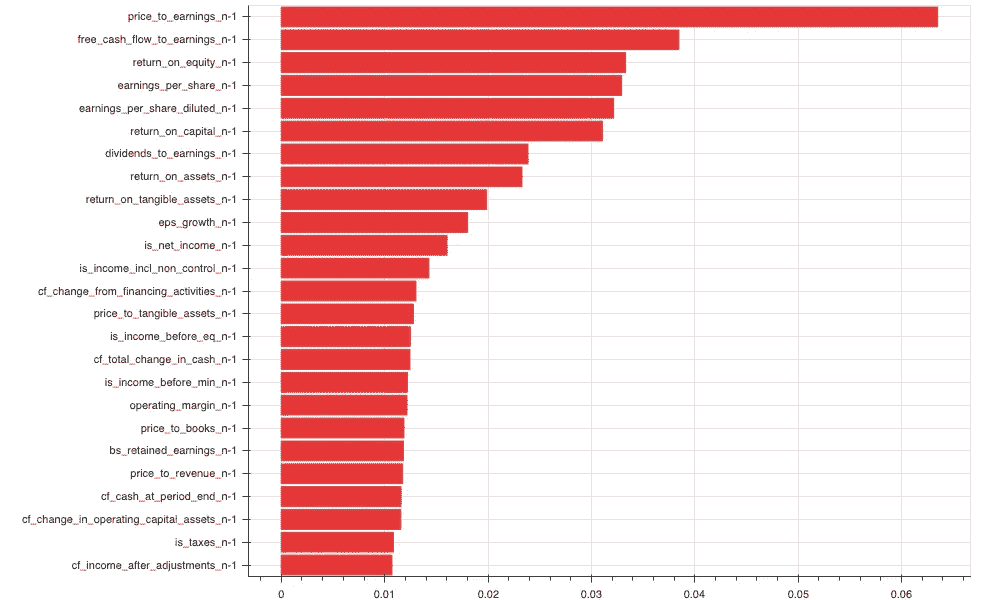 price_to_earnings_n-1
free_cash_flow_to_earnings_n-1
return_on_equity_n-1
earnings_per_share_n-1
earnings_per_share_diluted_n-1
return_on_capital_n-1
dividends_to_earnings_n-1
return_on_assets_n-1
return_on_tangible_assets_n-1
eps_growth_n-1
is_net_income_n-1
is_income_incl_non_control_n-1
cf_change_from_financing_activities_n-1
price_to_tangible_assets_n-1
is_income_before_eq_n-1
cf_total_change_in_cash_n-1
is_income_before_min_n-1
operating_margin_n-1
price_to_books_n-1
bs_retained_earnings_n-1
price_to_revenue_n-1
cf_cash_at_period_end_n-1
cf_change_in_operating_capital_assets_n-1
is_taxes_n-1
cf_income_after_adjustments_n-1
0 0.01 0.02 0.03 0.04 0.05 0.06